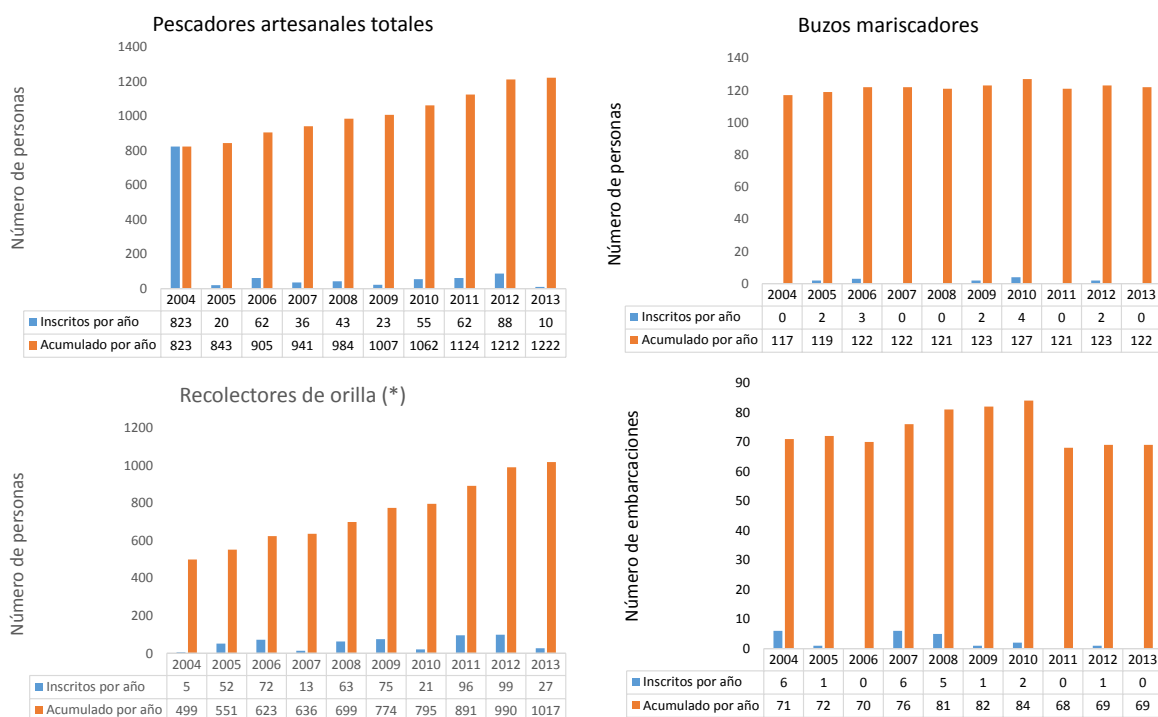 Pescadores artesanales totales
Número de personas
1400
1200
1000
800
600
400
200
0
2004 2005 2006 2007 2008 2009 2010 2011 2012 2013
Inscritos por año 823 20 62 36 43 23 55 62 88 10
Acumulado por año 823 843 905 941 984 1007 1062 1124 1212 1222
Buzos mariscadores
Número de personas
140
120
100
80
60
40
20
0
2004 2005 2006 2007 2008 2009 2010 2011 2012 2013
Inscritos por año 0 2 3 0 0 2 4 0 2 0
Acumulado por año 117 119 122 122 121 123 127 121 123 122
Recolectores de orilla (*)
Número de personas
1200
1000
800
600
400
200
0
2004 2005 2006 2007 2008 2009 2010 2011 2012 2013
Inscritos por año 5 52 72 13 63 75 21 96 99 27
Acumulado por año 499 551 623 636 699 774 795 891 990 1017
Número de embarcaciones
90
80
70
60
50
40
30
20
10
0
2004 2005 2006 2007 2008 2009 2010 2011 2012 2013
Inscritos por año 6 1 0 6 5 1 2 0 1 0
Acumulado por año 71 72 70 76 81 82 84 68 69 69